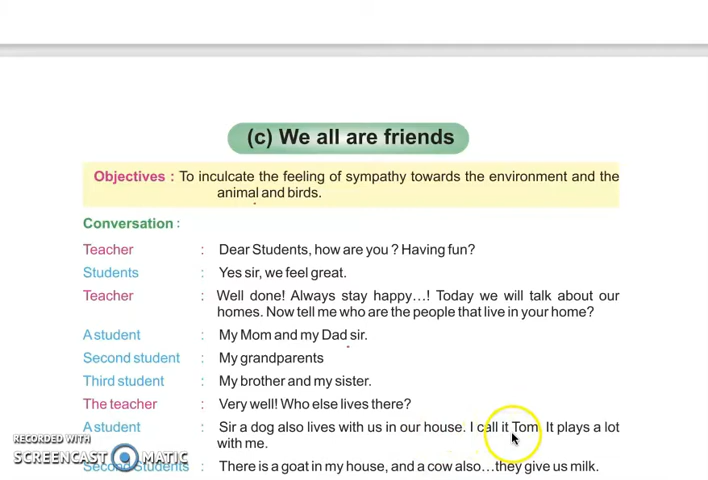 (c) We all are friends
Objectives : To inculcate the feeling of sympathy towards the environment and the
animal and birds.
Conversation :
Teacher : Dear Students, how are you ? Having fun?
Students : Yes sir, we feel great.
Teacher : Well done! Always stay happy…! Today we will talk about our
homes. Now tell me who are the people that live in your home?
A student : My Mom and my Dad sir.
Second student : My grandparents
Third student : My brother and my sister.
The teacher : Very well! Who else lives there?
A student : Sir a dog also lives with us in our house. I call it Tom. It plays a lot
with me.
RECORDED WITH
SCREENCAST MATIC
Second Students : There is a goat in my house, and a cow also…they give us milk.